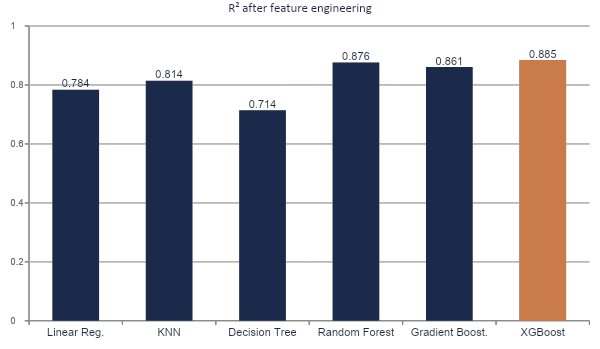 R² after feature engineering
1
0.8
0.6
0.4
0.2
0
0.784
0.814
0.714
0.876
0.861
0.885
Linear Reg.
KNN
Decision Tree
Random Forest
Gradient Boost.
XGBoost